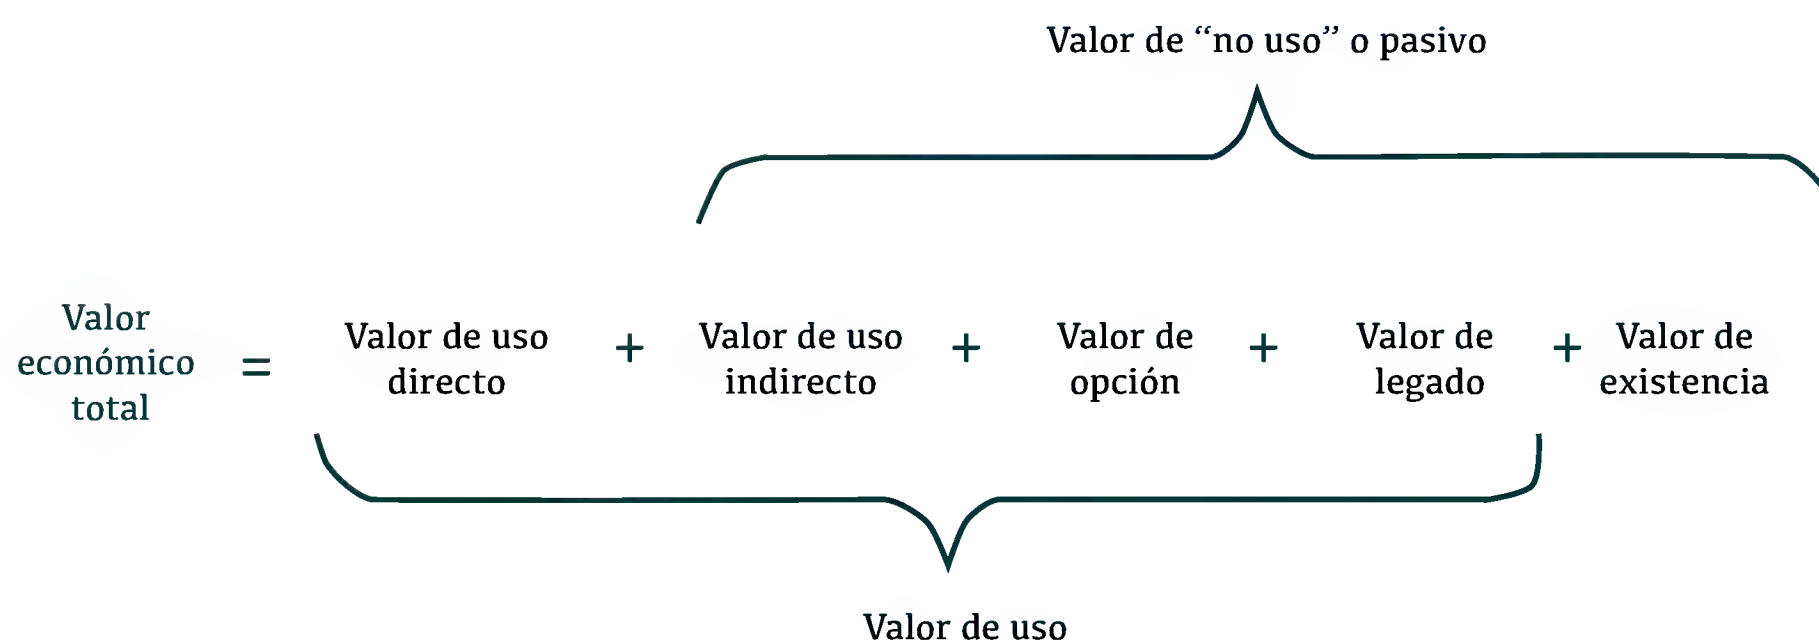 Valor de “no uso” o pasivo
Valor
económico
total
=
Valor de uso
directo
+
Valor de uso
indirecto
+
Valor de
opción
+
Valor de
legado
+
Valor de
existencia
Valor de uso